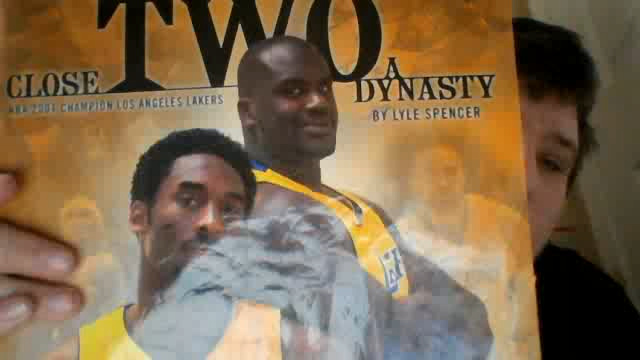 CLOSE TWO A DYNASTY
NBA 2001 CHAMPION LOS ANGELES LAKERS
BY LYLE SPENCER